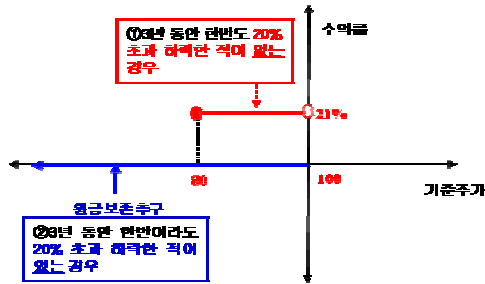 ①3년 동안 한번도 20%
초과 하락한 적이 없는
경우
수익률
21%
80
100
기준주가
원금보존추구
②3년 동안 한번이라도
20% 초과 하락한 적이
있는 경우